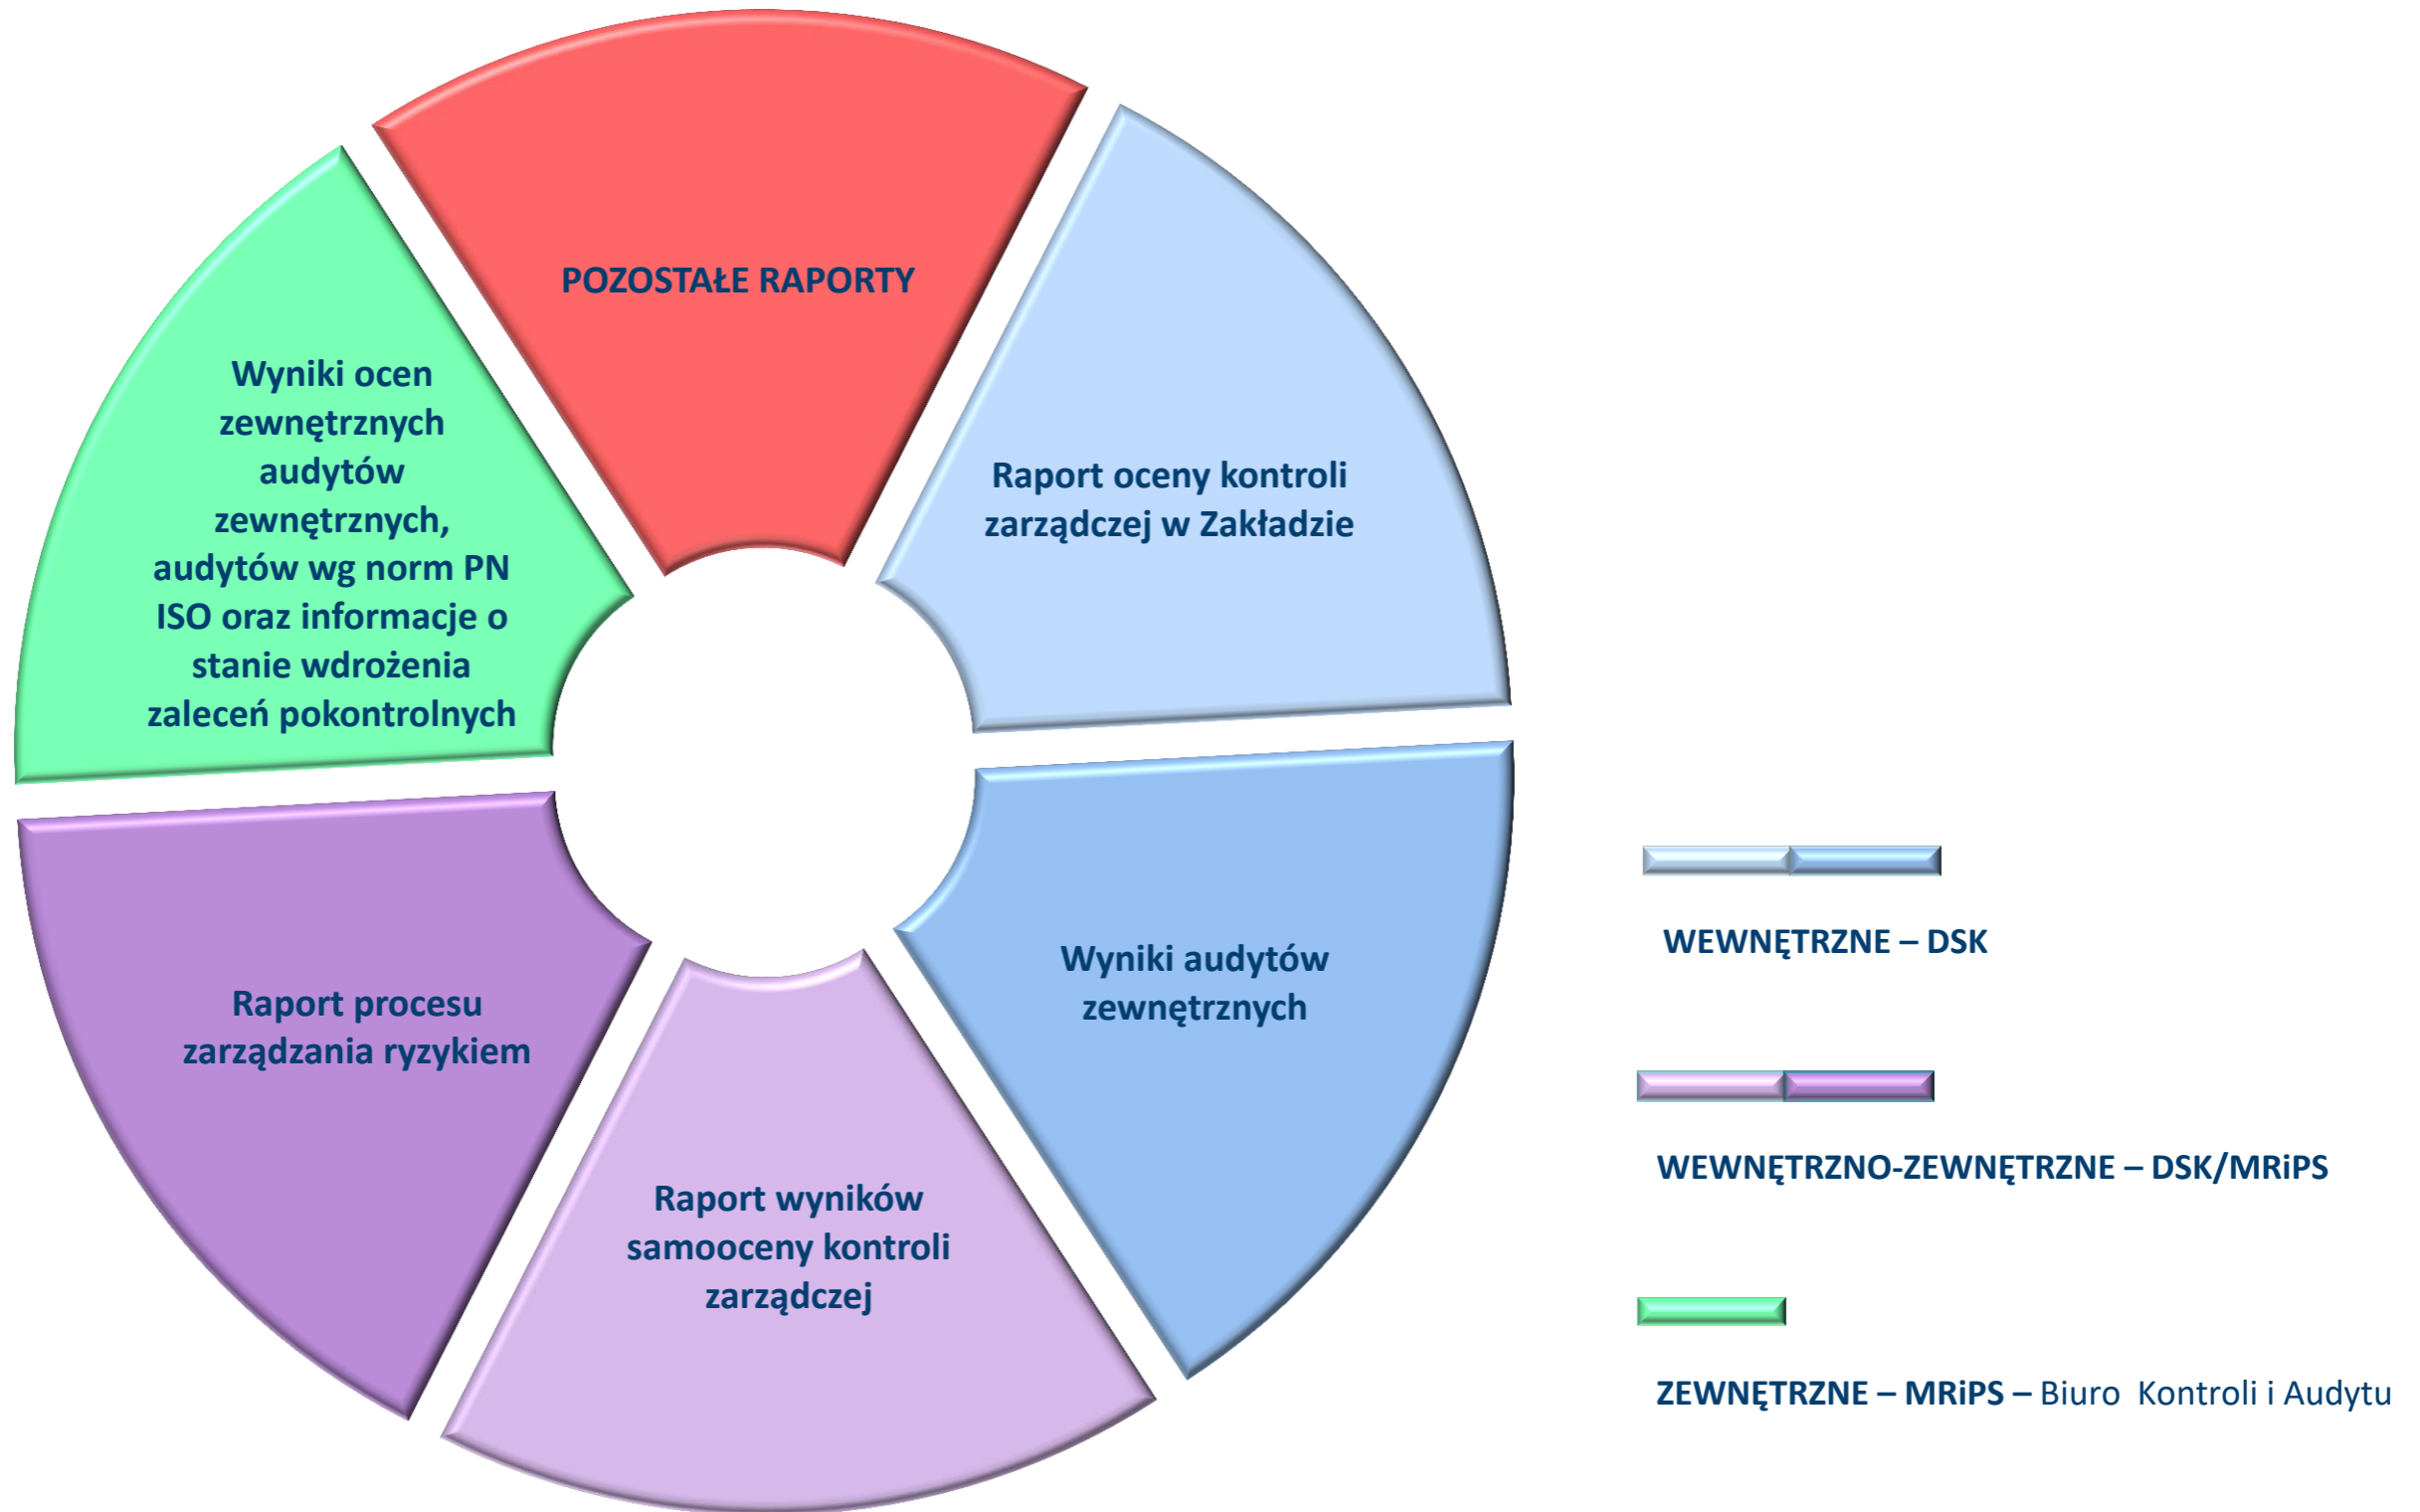 POZOSTAŁE RAPORTY
Raport oceny kontroli
zarządczej w Zakładzie
Wyniki audytów
zewnętrznych
Raport wyników
samooceny kontroli
zarządczej
Raport procesu
zarządzania ryzykiem
Wyniki ocen
zewnętrznych
audytów
zewnętrznych,
audytów wg norm PN
ISO oraz informacje o
stanie wdrożenia
zaleceń pokontrolnych
WEWNĘTRZNE – DSK
WEWNĘTRZNO-ZEWNĘTRZNE – DSK/MRiPS
ZEWNĘTRZNE – MRiPS – Biuro Kontroli i Audytu